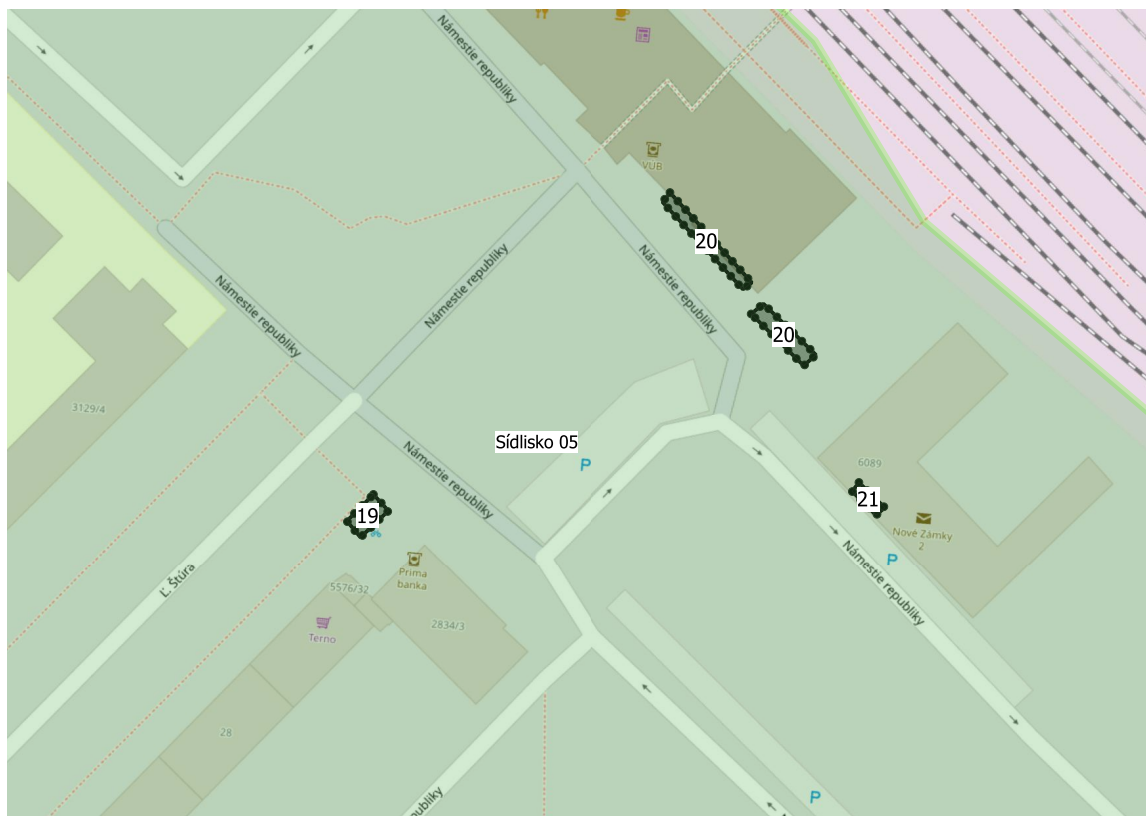 Námestie republiky
VUB
20
Námestie republiky
Námestie republiky
Námestie republiky
20
3129/4
Námestie republiky
Sídlisko 05
P
6089
21
Nové Zámky
2
P
19
Námestie republiky
Prima
banka
5576/32
Ľ. Štúra
2834/3
Terno
28
P
publiky